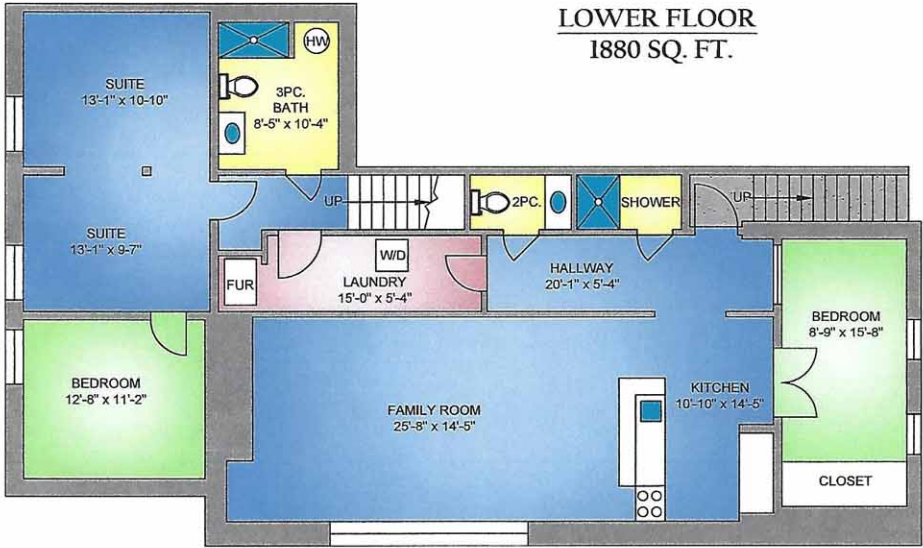 LOWER FLOOR
1880 SQ. FT.
SUITE
13'-1" x 10-10"
HW
3PC.
BATH
8'-5" x 10'-4"
UP
2PC.
SHOWER
UP
SUITE
13'-1" x 9-7"
FUR
W/D
LAUNDRY
15'-0" x 5'-4"
HALLWAY
20'-1" x 5'-4"
BEDROOM
8'-9" x 15'-8"
BEDROOM
12'-8" x 11'-2"
FAMILY ROOM
25'-8" x 14'-5"
KITCHEN
10'-10" x 14'-5"
CLOSET